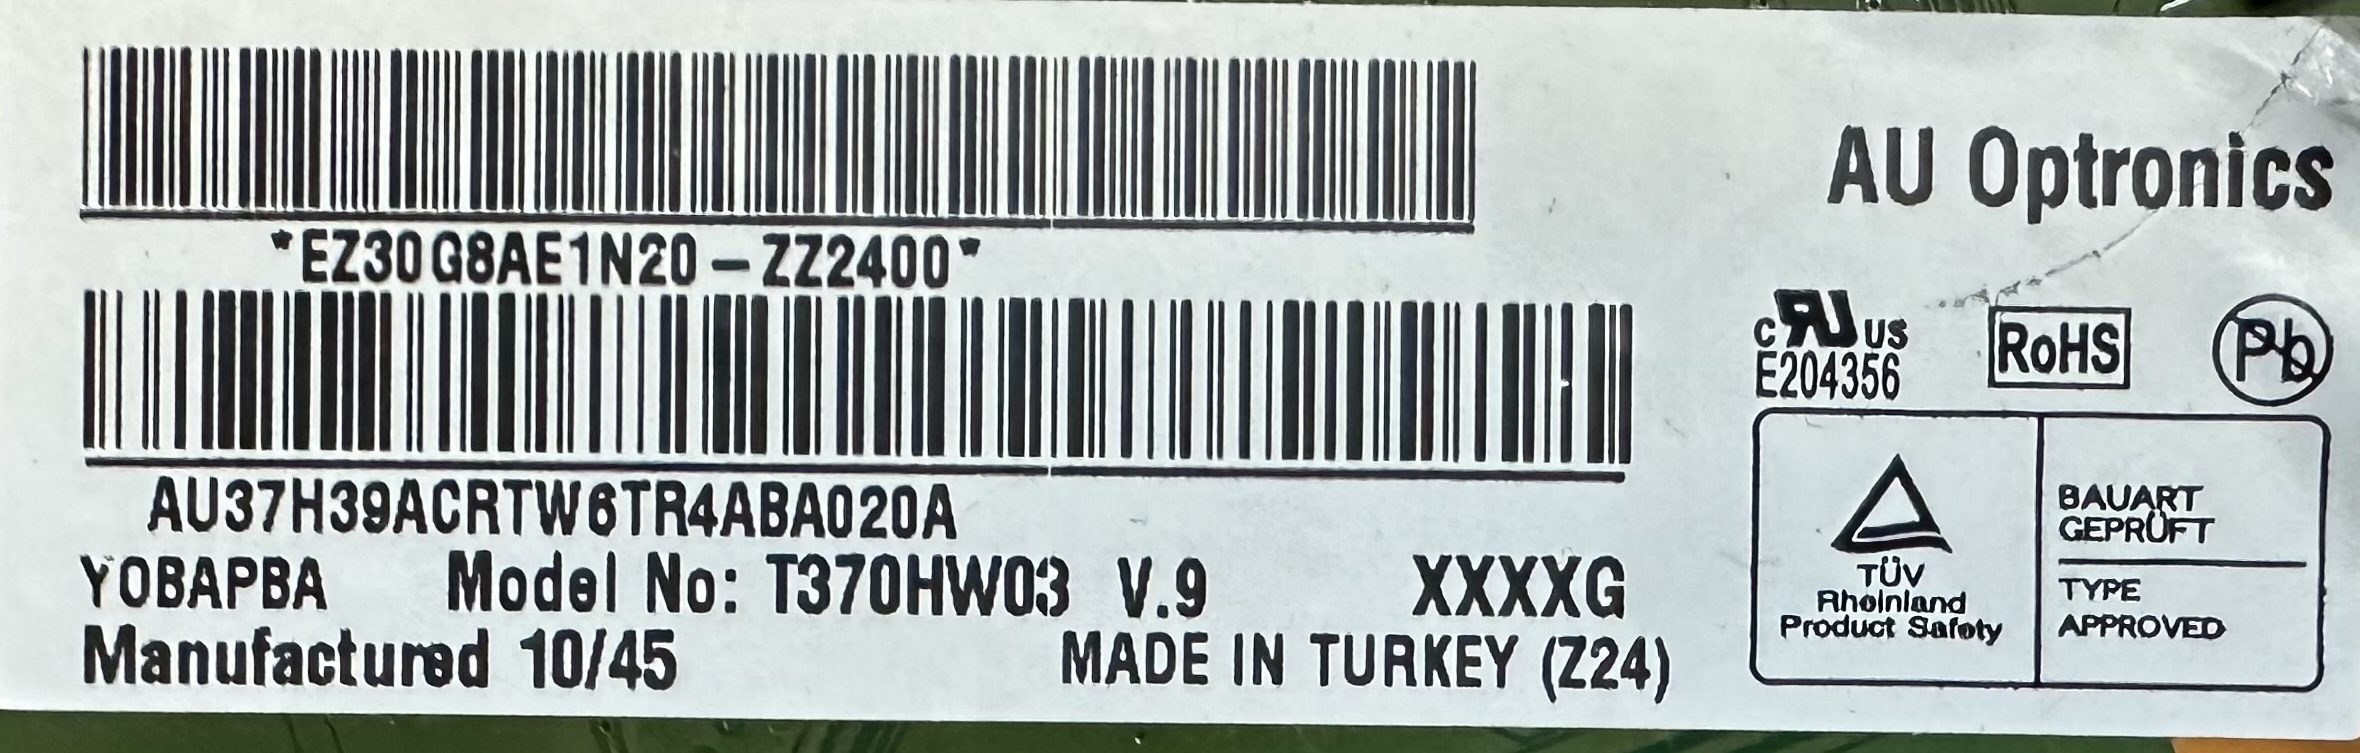 AU Optronics
*EZ30G8AE1N20-ZZ2400*
c RU US
E204356
RoHS
Pb
AU37H39ACRTW6TR4ABA020A
YOBAPBA Model No: T370HW03 V.9 XXXXG
Manufactured 10/45 MADE IN TURKEY (Z24)
TÜV
Rheinland
Product Safety
BAUART
GEPRÜFT
TYPE
APPROVED